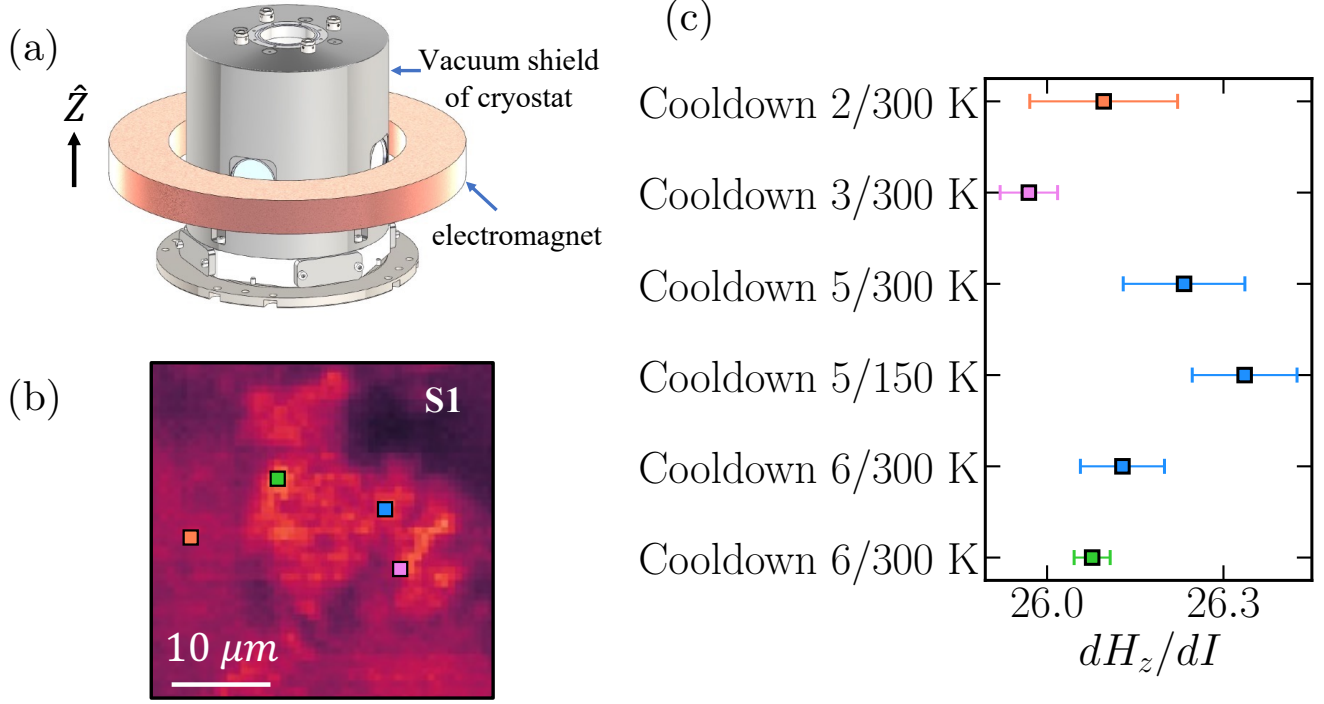 (a)
Ẑ
Vacuum shield
of cryostat
electromagnet
(b)
S1
10 μm
(c)
Cooldown 2/300 K
Cooldown 3/300 K
Cooldown 5/300 K
Cooldown 5/150 K
Cooldown 6/300 K
Cooldown 6/300 K
26.0 26.3
dH_z/dI